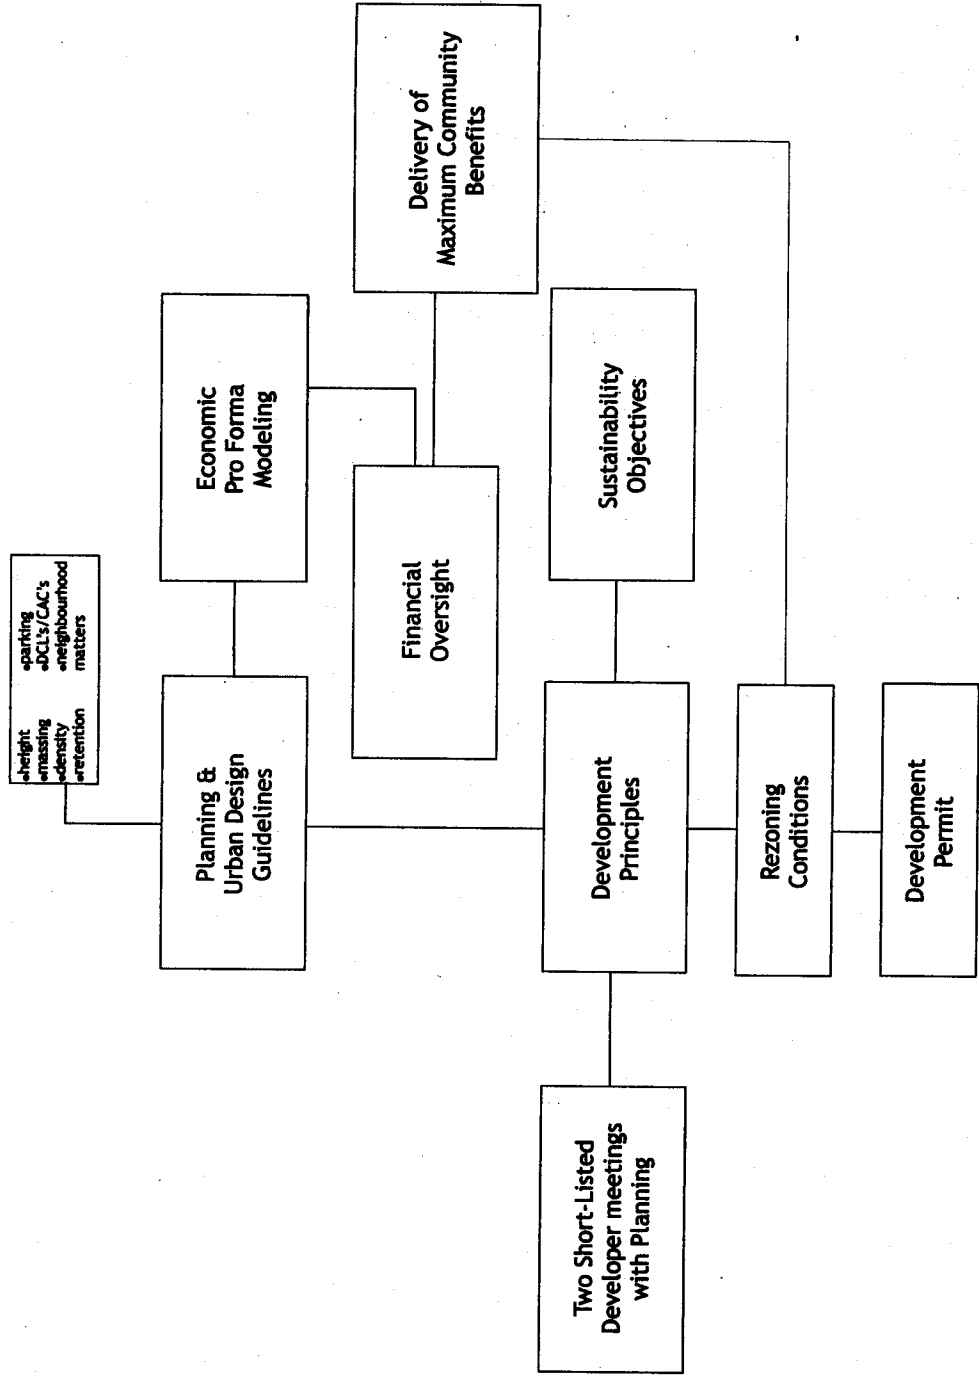 •height
•massing
•density
•retention
•parking
•DCL's/CAC's
•neighbourhood
matters
Planning &
Urban Design
Guidelines
Economic
Pro Forma
Modeling
Financial
Oversight
Delivery of
Maximum Community
Benefits
Two Short-Listed
Developer meetings
with Planning
Development
Principles
Sustainability
Objectives
Rezoning
Conditions
Development
Permit